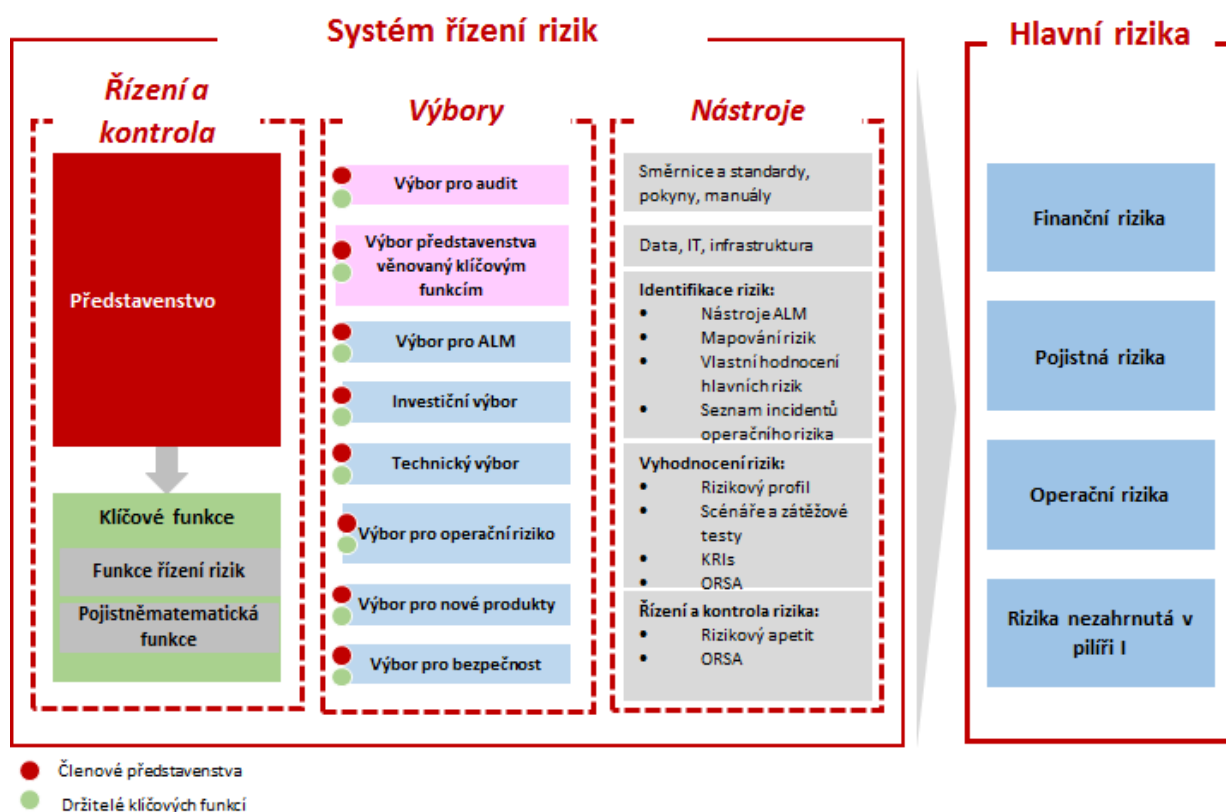 Systém řízení rizik
Hlavní rizika
Řízení a
kontrola
Výbory
Nástroje
Představenstvo
Klíčové funkce
Funkce řízení rizik
Pojistněmatematická
funkce
Výbor pro audit
Výbor představenstva
věnovaný klíčovým
funkcím
Výbor pro ALM
Investiční výbor
Technický výbor
Výbor pro operační riziko
Výbor pro nové produkty
Výbor pro bezpečnost
Směrnice a standardy,
pokyny, manuály
Data, IT, infrastruktura
Identifikace rizik:
• Nástroje ALM
• Mapování rizik
• Vlastní hodnocení
hlavních rizik
• Seznam incidentů
operačního rizika
Vyhodnocení rizik:
• Rizikový profil
• Scénáře a zátěžové
testy
• KRIs
• ORSA
Řízení a kontrola rizika:
• Rizikový apetit
• ORSA
Finanční rizika
Pojistná rizika
Operační rizika
Rizika nezahrnutá v
pilíři I
Členové představenstva
Držitelé klíčových funkcí